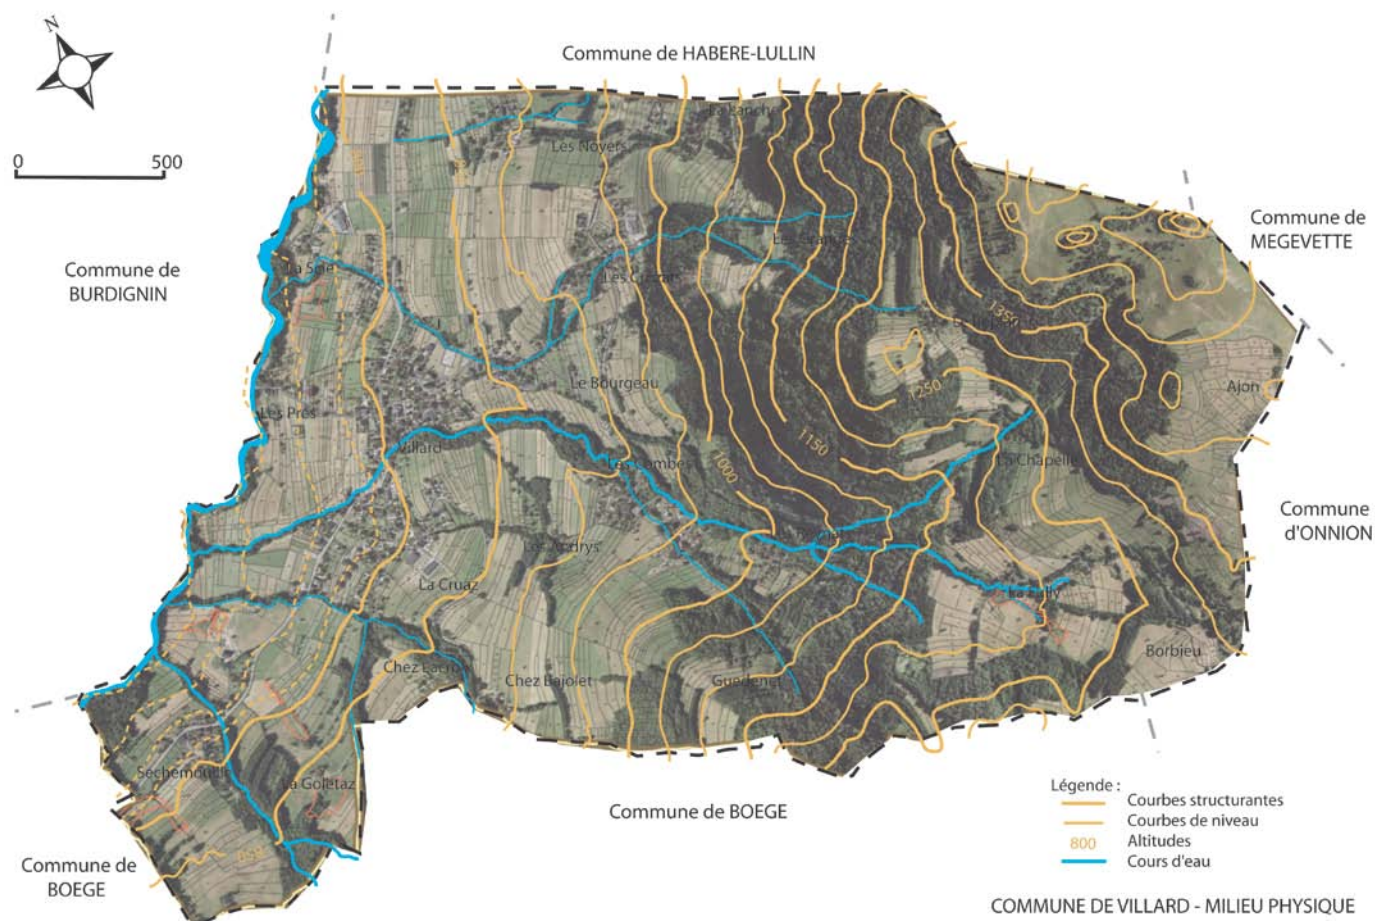 N
Commune de HABERE-LULLIN
0 500
Les Noyers
Commune de
MEGEVETTE
Commune de
BURDIGNIN
La Scie
1350
Le Bourgeau
1250
Ajon
Les Prés
Villard
1150
Les Combes
1000
La Chapelle
Commune
d'ONNION
La Cruaz
Borbjeu
Chez Bajolet
Guedenet
La Goletaz
850
Commune de BOEGE
Commune de
BOEGE
Légende :
Courbes structurantes
Courbes de niveau
800 Altitudes
Cours d'eau
COMMUNE DE VILLARD - MILIEU PHYSIQUE